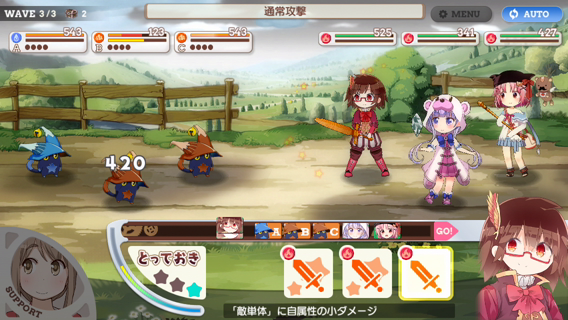 WAVE 3/3 2
通常攻撃
MENU
AUTO
543
A
123
B
543
C
525
341
427
420
A B C GO!
とっておき
SUPPORT
「敵単体」に自属性の小ダメージ